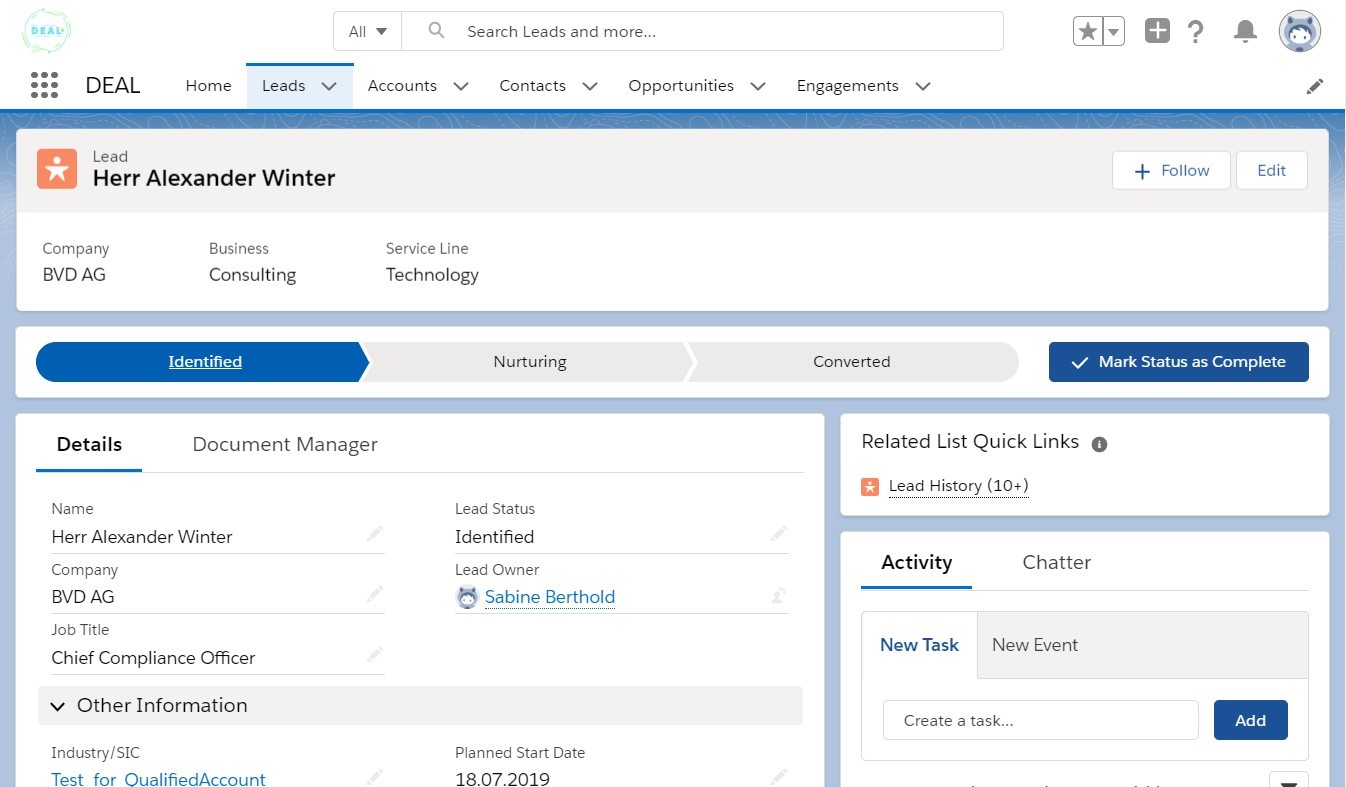 DEAL
All
Search Leads and more...
DEAL
Home
Leads
Accounts
Contacts
Opportunities
Engagements
Lead
Herr Alexander Winter
Follow
Edit
Company
Business
Service Line
BVD AG
Consulting
Technology
Identified
Nurturing
Converted
Mark Status as Complete
Details
Document Manager
Name
Herr Alexander Winter
Company
BVD AG
Job Title
Chief Compliance Officer
Lead Status
Identified
Lead Owner
Sabine Berthold
Other Information
Industry/SIC
Test_for_QualifiedAccount
Planned Start Date
18.07.2019
Related List Quick Links
Lead History (10+)
Activity
Chatter
New Task
New Event
Create a task...
Add